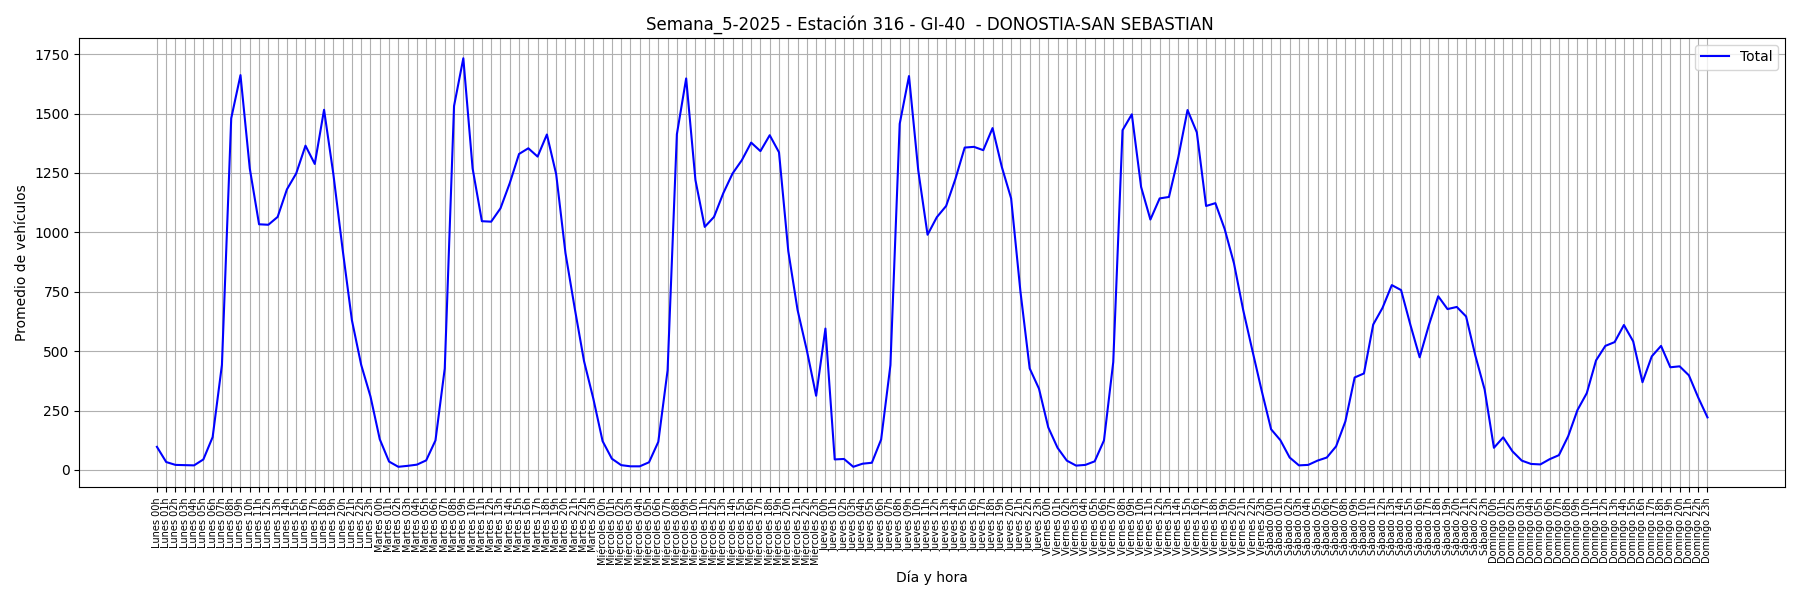 Semana_5-2025 - Estación 316 - GI-40  - DONOSTIA-SAN SEBASTIAN
Total
Promedio de vehículos
1750
1500
1250
1000
750
500
250
0
Lunes 00h
Lunes 01h
Lunes 02h
Lunes 03h
Lunes 04h
Lunes 05h
Lunes 06h
Lunes 07h
Lunes 08h
Lunes 09h
Lunes 10h
Lunes 11h
Lunes 12h
Lunes 13h
Lunes 14h
Lunes 15h
Lunes 16h
Lunes 17h
Lunes 18h
Lunes 19h
Lunes 20h
Lunes 21h
Lunes 22h
Lunes 23h
Martes 00h
Martes 01h
Martes 02h
Martes 03h
Martes 04h
Martes 05h
Martes 06h
Martes 07h
Martes 08h
Martes 09h
Martes 10h
Martes 11h
Martes 12h
Martes 13h
Martes 14h
Martes 15h
Martes 16h
Martes 17h
Martes 18h
Martes 19h
Martes 20h
Martes 21h
Martes 22h
Martes 23h
Miércoles 00h
Miércoles 01h
Miércoles 02h
Miércoles 03h
Miércoles 04h
Miércoles 05h
Miércoles 06h
Miércoles 07h
Miércoles 08h
Miércoles 09h
Miércoles 10h
Miércoles 11h
Miércoles 12h
Miércoles 13h
Miércoles 14h
Miércoles 15h
Miércoles 16h
Miércoles 17h
Miércoles 18h
Miércoles 19h
Miércoles 20h
Miércoles 21h
Miércoles 22h
Miércoles 23h
Jueves 00h
Jueves 01h
Jueves 02h
Jueves 03h
Jueves 04h
Jueves 05h
Jueves 06h
Jueves 07h
Jueves 08h
Jueves 09h
Jueves 10h
Jueves 11h
Jueves 12h
Jueves 13h
Jueves 14h
Jueves 15h
Jueves 16h
Jueves 17h
Jueves 18h
Jueves 19h
Jueves 20h
Jueves 21h
Jueves 22h
Jueves 23h
Viernes 00h
Viernes 01h
Viernes 02h
Viernes 03h
Viernes 04h
Viernes 05h
Viernes 06h
Viernes 07h
Viernes 08h
Viernes 09h
Viernes 10h
Viernes 11h
Viernes 12h
Viernes 13h
Viernes 14h
Viernes 15h
Viernes 16h
Viernes 17h
Viernes 18h
Viernes 19h
Viernes 20h
Viernes 21h
Viernes 22h
Viernes 23h
Sábado 00h
Sábado 01h
Sábado 02h
Sábado 03h
Sábado 04h
Sábado 05h
Sábado 06h
Sábado 07h
Sábado 08h
Sábado 09h
Sábado 10h
Sábado 11h
Sábado 12h
Sábado 13h
Sábado 14h
Sábado 15h
Sábado 16h
Sábado 17h
Sábado 18h
Sábado 19h
Sábado 20h
Sábado 21h
Sábado 22h
Sábado 23h
Domingo 00h
Domingo 01h
Domingo 02h
Domingo 03h
Domingo 04h
Domingo 05h
Domingo 06h
Domingo 07h
Domingo 08h
Domingo 09h
Domingo 10h
Domingo 11h
Domingo 12h
Domingo 13h
Domingo 14h
Domingo 15h
Domingo 16h
Domingo 17h
Domingo 18h
Domingo 19h
Domingo 20h
Domingo 21h
Domingo 22h
Domingo 23h
Día y hora